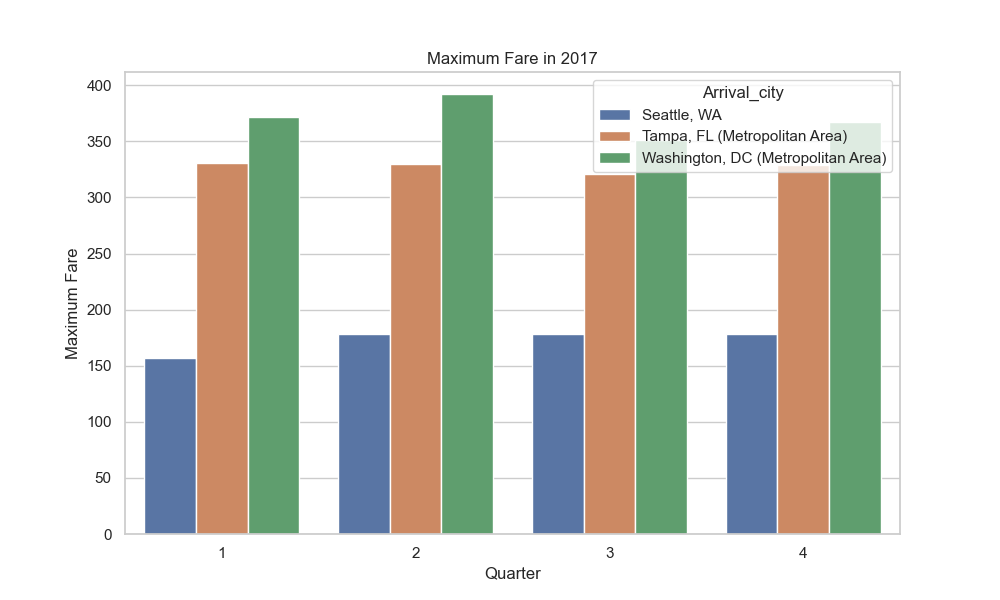 Maximum Fare in 2017
Arrival_city
Seattle, WA
Tampa, FL (Metropolitan Area)
Washington, DC (Metropolitan Area)
Maximum Fare
400
350
300
250
200
150
100
50
0
1 2 3 4
Quarter